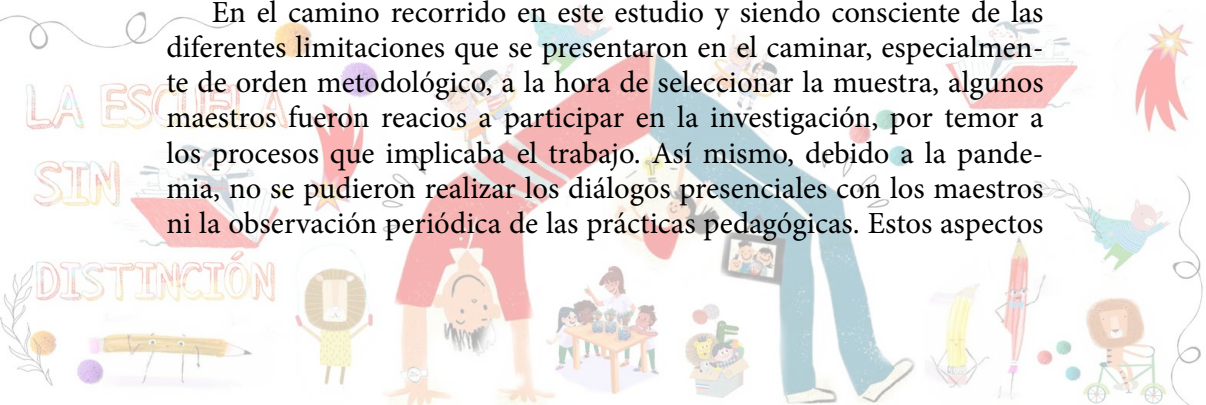 En el camino recorrido en este estudio y siendo consciente de las
diferentes limitaciones que se presentaron en el caminar, especialmen-
te de orden metodológico, a la hora de seleccionar la muestra, algunos
maestros fueron reacios a participar en la investigación, por temor a
los procesos que implicaba el trabajo. Así mismo, debido a la pande-
mia, no se pudieron realizar los diálogos presenciales con los maestros
ni la observación periódica de las prácticas pedagógicas. Estos aspectos
LA ESCUELA
SIN
DISTINCIÓN